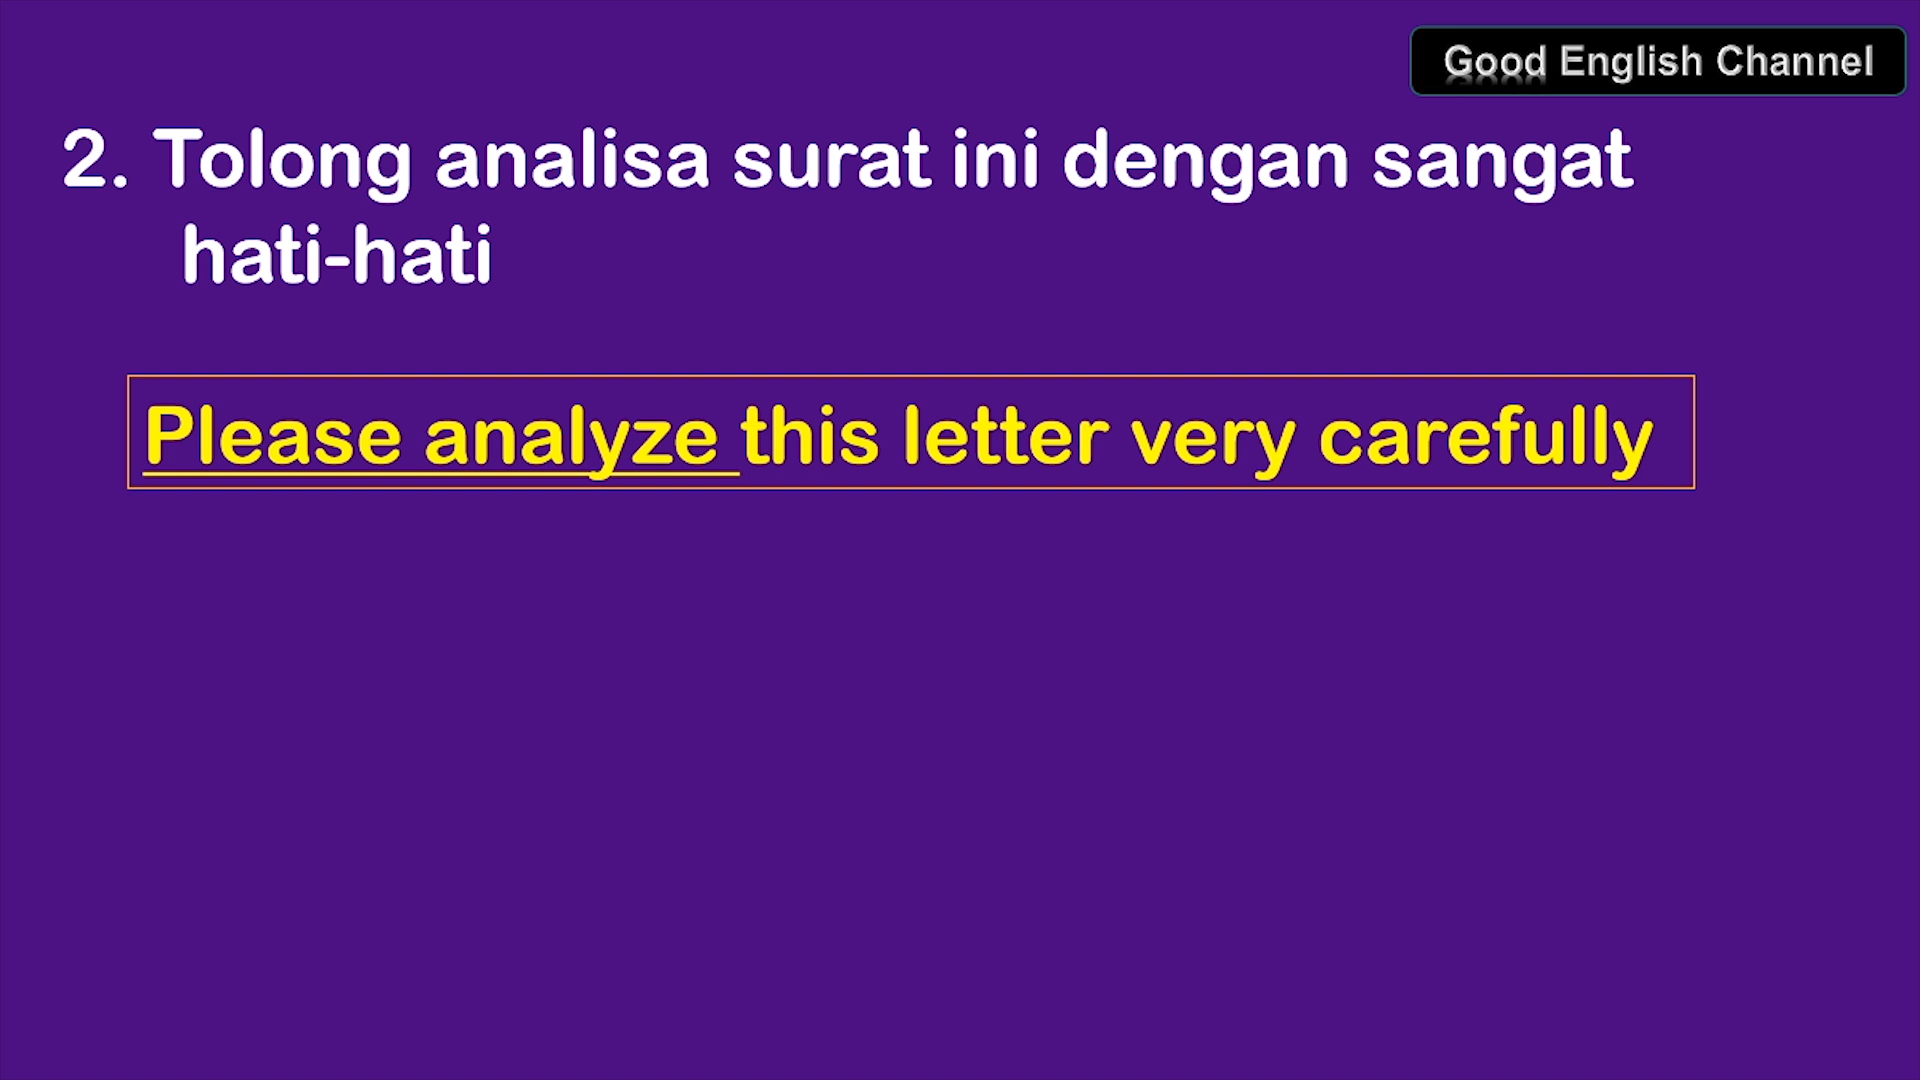 Good English Channel
2. Tolong analisa surat ini dengan sangat
hati-hati
Please analyze this letter very carefully